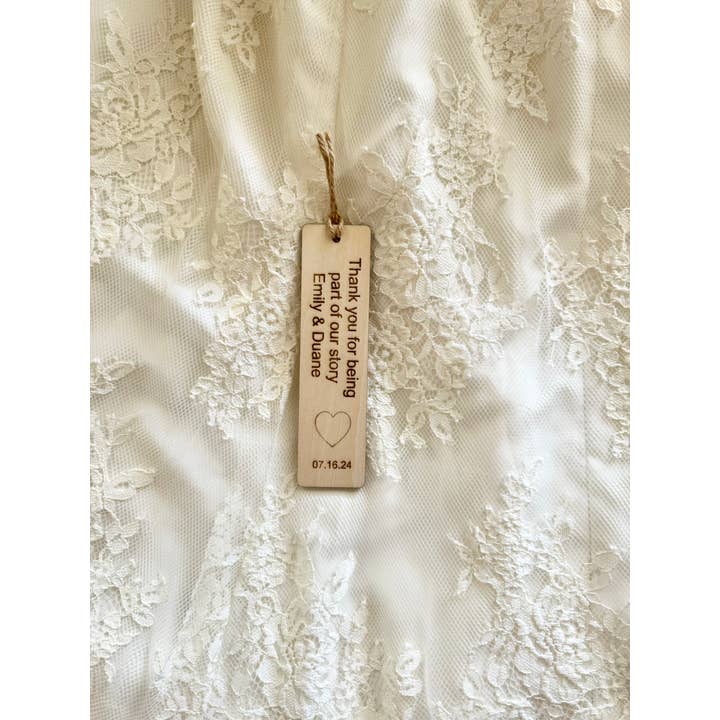 Thank you for being
part of our story
Emily & Duane
07.16.24